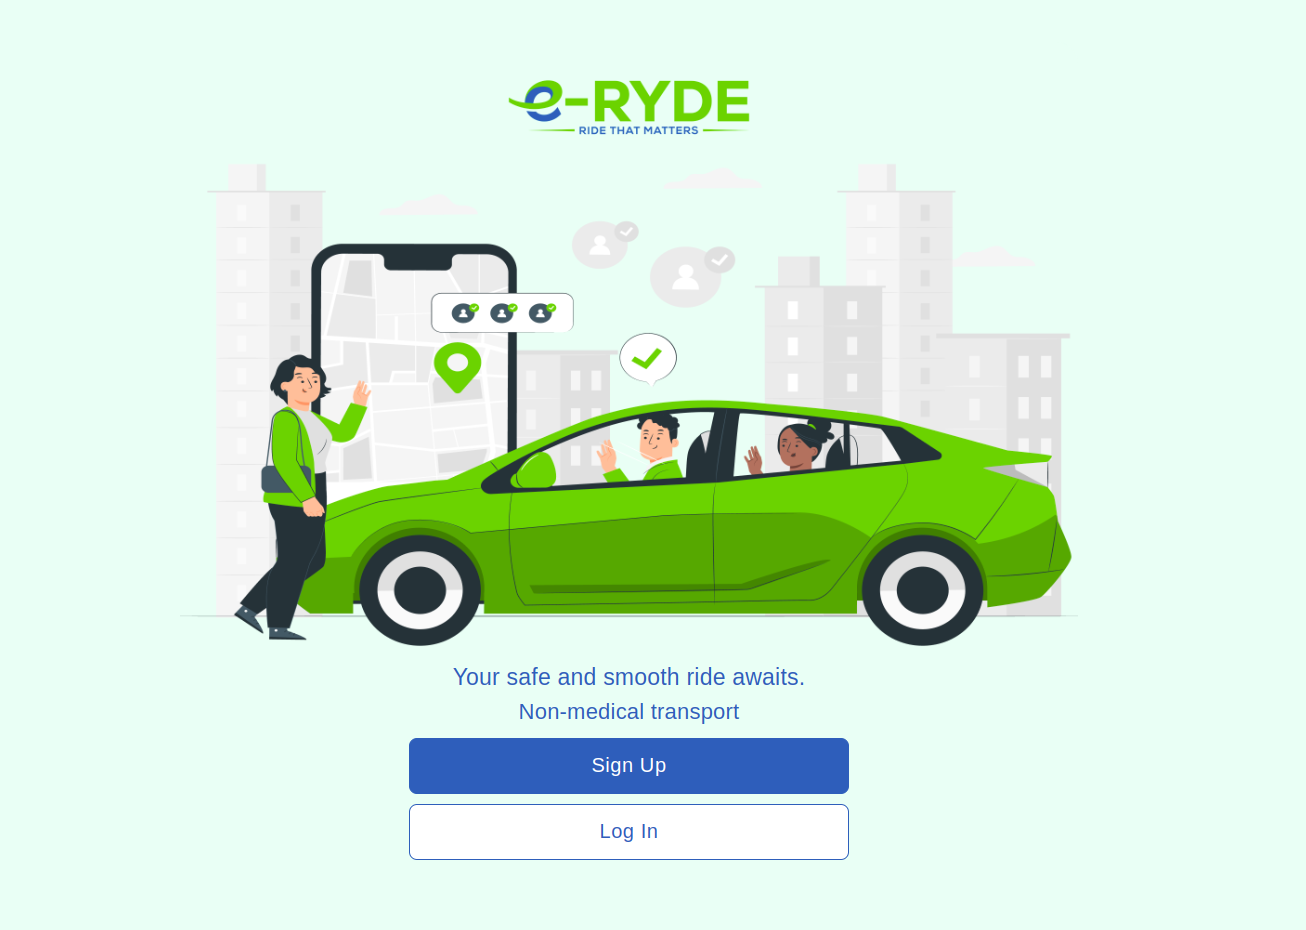 e-RYDE
RIDE THAT MATTERS
Your safe and smooth ride awaits.
Non-medical transport
Sign Up
Log In